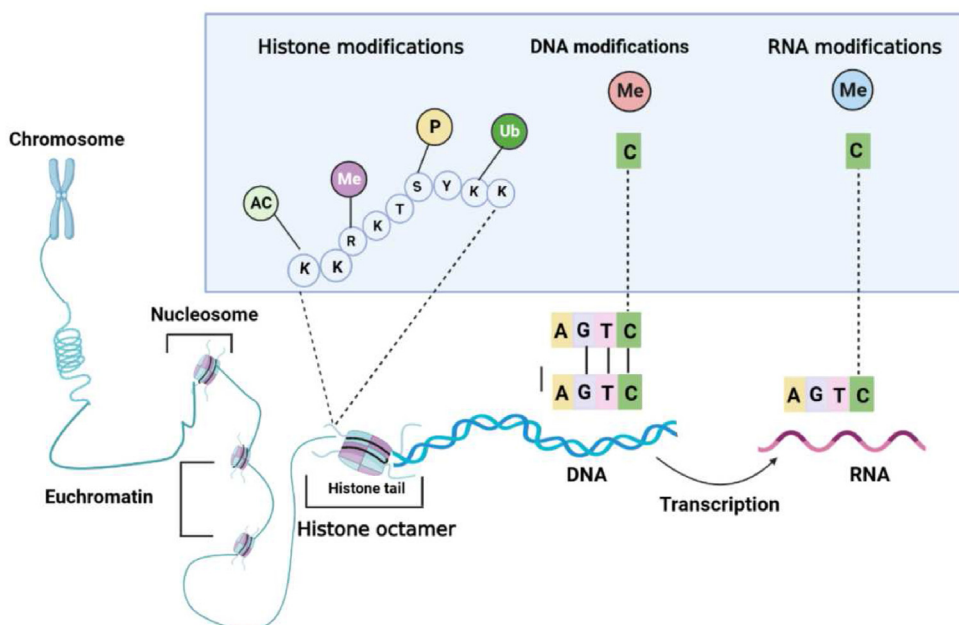 Histone modifications
DNA modifications
RNA modifications
Me
Me
P
Ub
C
C
Chromosome
Me
AC
K
K
R
K
T
S
Y
K
K
Nucleosome
A G T C
A G T C
A G T C
Euchromatin
Histone tail
Histone octamer
DNA
RNA
Transcription